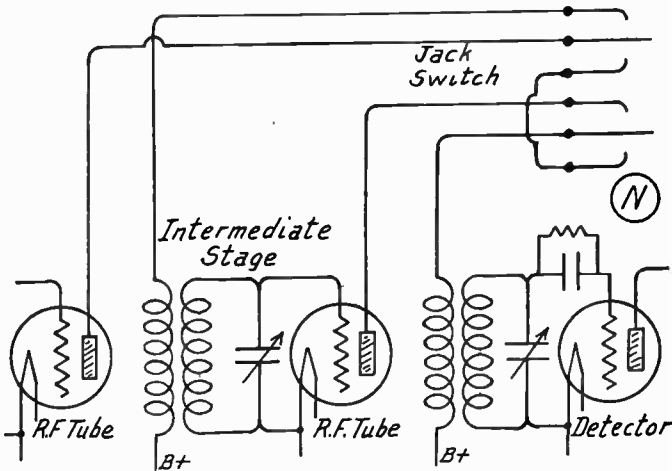 Jack
Switch
N
Intermediate
Stage
R.F Tube
B+
R.F. Tube
B+
Detector